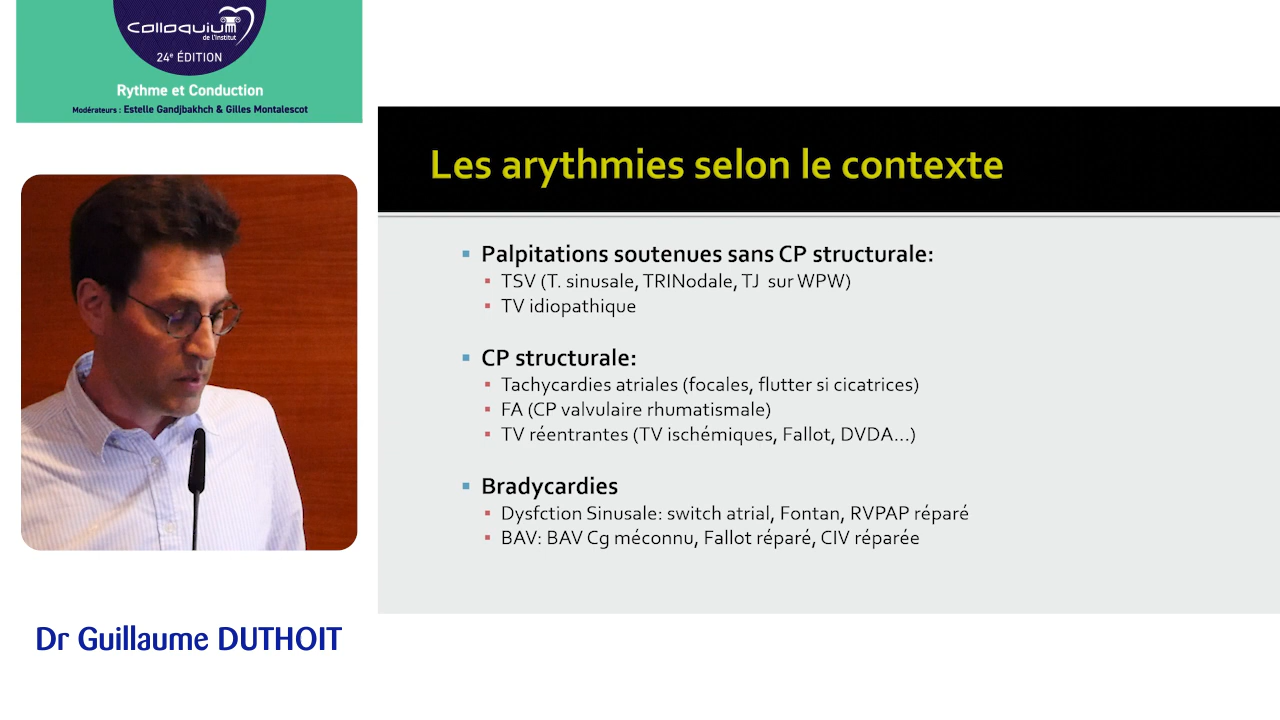 Colloquium
de l'Institut
24e ÉDITION
Rythme et Conduction
Modérateurs : Estelle Gandjbakhch & Gilles Montalescot
Les arythmies selon le contexte
Palpitations soutenues sans CP structurale:
TSV (T. sinusale, TRINodale, TJ sur WPW)
TV idiopathique
CP structurale:
Tachycardies atriales (focales, flutter si cicatrices)
FA (CP valvulaire rhumatismale)
TV réentrantes (TV ischémiques, Fallot, DVDA...)
Bradycardies
Dysfction Sinusale: switch atrial, Fontan, RVPAP réparé
BAV: BAV Cg méconnu, Fallot réparé, CIV réparée
Dr Guillaume DUTHOIT